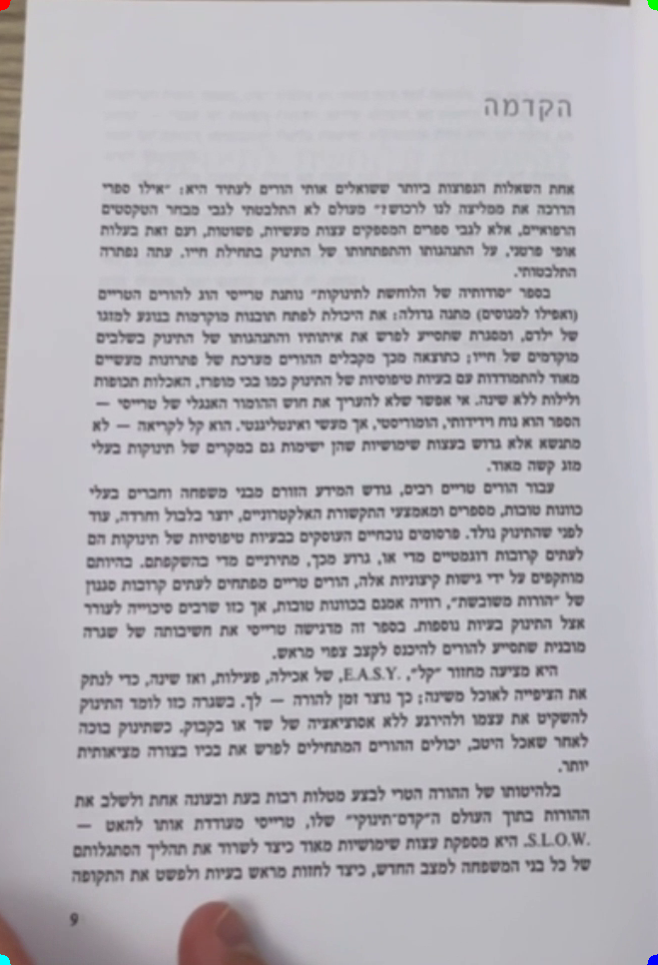 הקדמה
אחת השאלות הנפוצות ביותר ששואלים אותי הורים לעתיד היא: "אילו ספרי
הדרכה את ממליצה לנו לרכוש?" מעולם לא התלבטתי לגבי מבחר הטקסטים
הרפואיים, אלא לגבי ספרים המספקים עצות מעשיות, פשוטות, ועם זאת בעלות
אופי פרטני, על התנהגותו והתפתחותו של התינוק בתחילת חייו. עתה נפתרה
התלבטותי.
בספר "סודותיה של הלוחשת לתינוקות" נותנת טרייסי הוג להורים הטריים
(ואפילו למנוסים) מתנה גדולה: את היכולת לפתח תובנות מוקדמות בנוגע למזגו
של ילדם, ומסגרת שתסייע לפרש את איתותיו והתנהגותו של התינוק בשלבים
מוקדמים של חייו; כתוצאה מכך מקבלים ההורים מערכת של פתרונות מעשיים
מאוד להתמודדות עם בעיות טיפוסיות של התינוק כמו בכי מופרז, האכלות תכופות
ולילות ללא שינה. אי אפשר שלא להעריך את חוש ההומור האנגלי של טרייסי —
הספר הוא נוח וידידותי, הומוריסטי, אך מעשי ואינטליגנטי. הוא קל לקריאה — לא
מתנשא אלא גדוש בעצות שימושיות שהן ישימות גם במקרים של תינוקות בעלי
מזג קשה מאוד.
עבור הורים טריים רבים, גודש המידע הזורם מבני משפחה וחברים בעלי
כוונות טובות, מספרים ומאמצעי התקשורת האלקטרוניים, יוצר בלבול וחרדה, עוד
לפני שהתינוק נולד. פרסומים נוכחיים העוסקים בבעיות טיפוסיות של תינוקות הם
לעתים קרובות דוגמטיים מדי או, גרוע מכך, מתירניים מדי בהשקפתם. בהיותם
מותקפים על ידי גישות קיצוניות אלה, הורים טריים מפתחים לעתים קרובות סגנון
של "הורות משובשת", רוויה אמנם בכוונות טובות, אך כזו שרבים סיכוייה לעורר
אצל התינוק בעיות נוספות. בספר זה מדגישה טרייסי את חשיבותה של שגרה
מובנית שתסייע להורים להיכנס לקצב צפוי מראש.
היא מציעה מחזור "קל", E.A.S.Y., של אכילה, פעילות, ואז שינה, כדי לנתק
את הציפייה לאוכל משינה; כך נוצר זמן להורה — לך. בשגרה כזו לומד התינוק
להשקיט את עצמו ולהירגע ללא אסוציאציה של שד או בקבוק. כשתינוק בוכה
לאחר שאכל היטב, יכולים ההורים המתחילים לפרש את בכיו בצורה מציאותית
יותר.
בלהיטותו של ההורה הטרי לבצע מטלות רבות בעת ובעונה אחת ולשלב את
ההורות בתוך העולם ה"קדם־תינוקי" שלו, טרייסי מעודדת אותו להאט —
S.L.O.W. היא מספקת עצות שימושיות מאוד כיצד לשרוד את תהליך הסתגלותם
של כל בני המשפחה למצב החדש, כיצד לחזות מראש בעיות ולפשט את התקופה
9